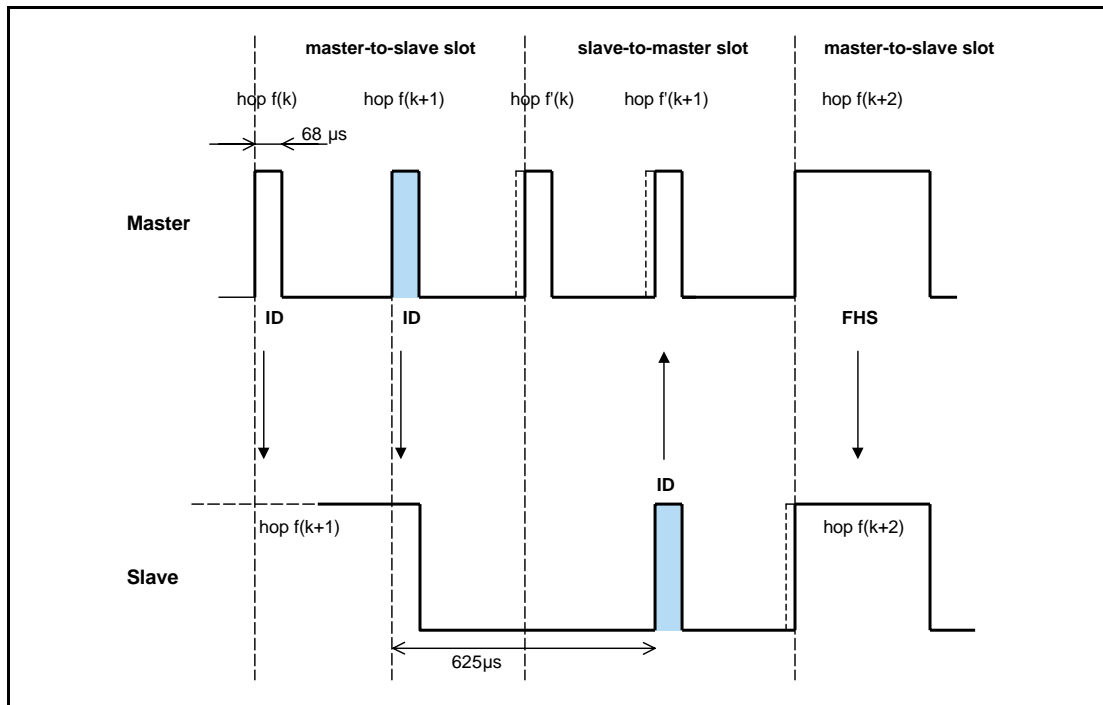 master-to-slave slot
slave-to-master slot
master-to-slave slot
hop f(k)
hop f(k+1)
hop f'(k)
hop f'(k+1)
hop f(k+2)
68 µs
Master
ID
ID
FHS
ID
hop f(k+1)
hop f(k+2)
Slave
625µs